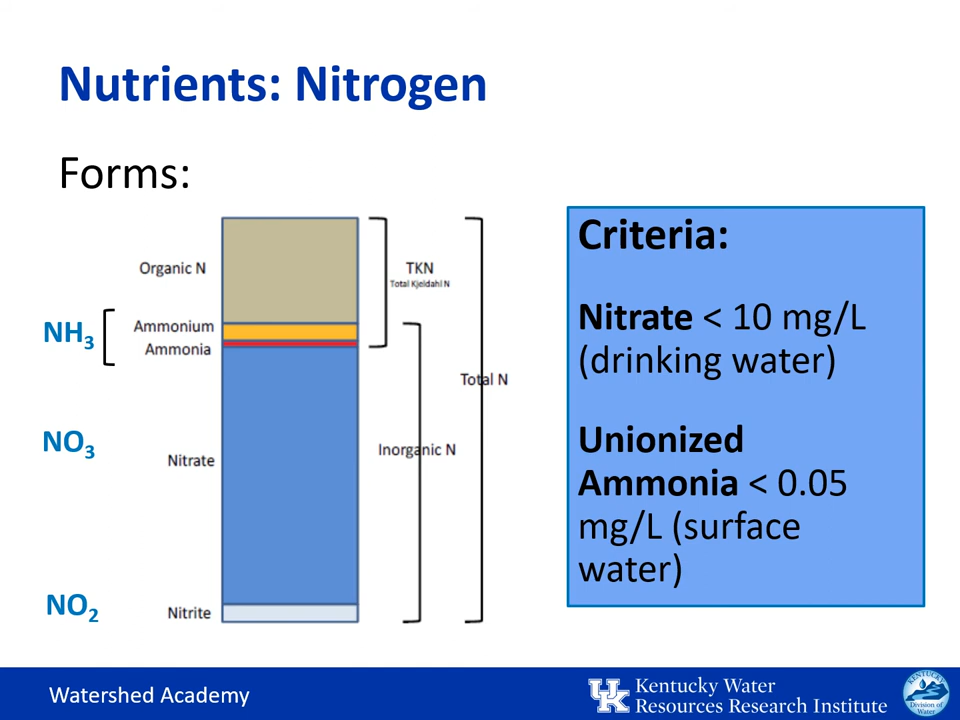 Nutrients: Nitrogen
Forms:
Organic N
Ammonium
Ammonia
Nitrate
Nitrite
NH₃
NO₃
NO₂
TKN
Total Kjeldahl N
Inorganic N
Total N
Criteria:
Nitrate < 10 mg/L
(drinking water)
Unionized
Ammonia < 0.05
mg/L (surface
water)
Watershed Academy
UK
Kentucky Water
Resources Research Institute
KENTUCKY
Division of
Water